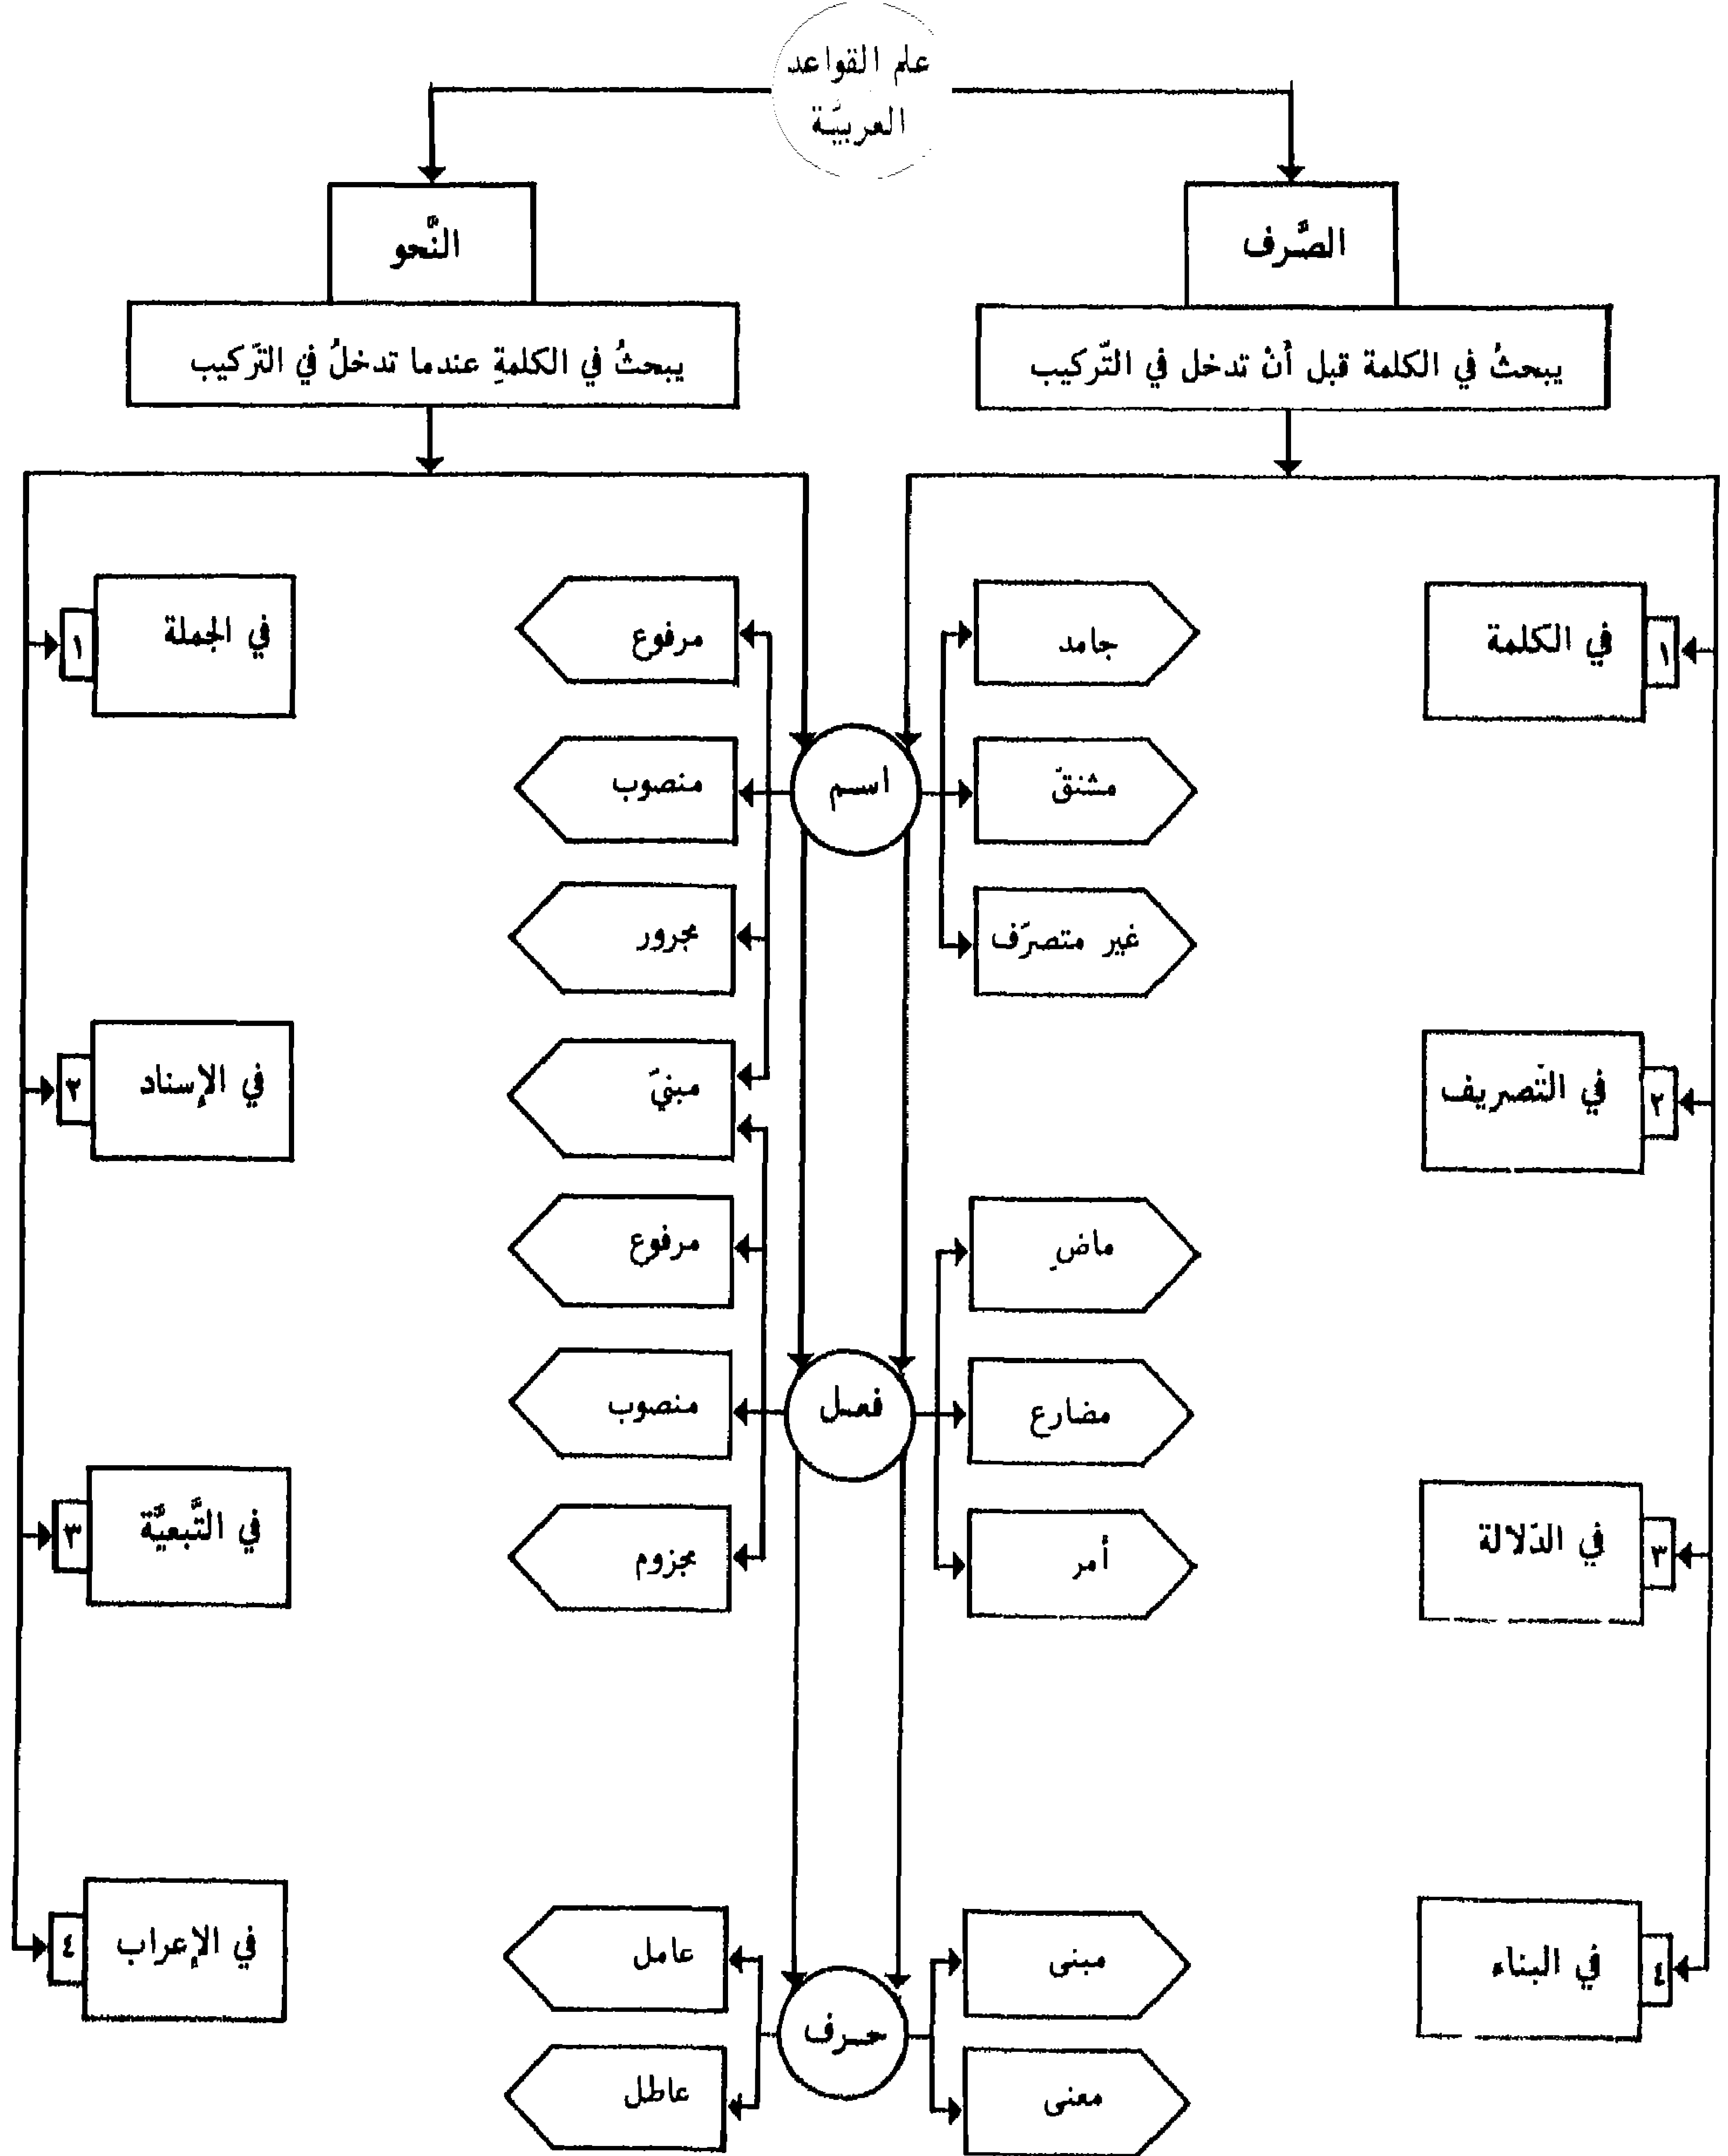 علم القواعد
العربيّة
الصَّرف
يبحثُ في الكلمة قبل أنْ تدخل في التّركيب
١
في الكلمة
٢
في التّصريف
٣
في الدّلالة
٤
في البناء
جامد
مشتقّ
غير متصرّف
ماضٍ
مضارع
أمر
مبنى
معنى
اسم
فعل
حرف
النَّحو
يبحثُ في الكلمةِ عندما تدخلُ في التّركيب
مرفوع
منصوب
مجرور
مبنيّ
مرفوع
منصوب
مجزوم
عامل
عاطل
١
في الجملة
٢
في الإسناد
٣
في التَّبعيَّة
٤
في الإعراب